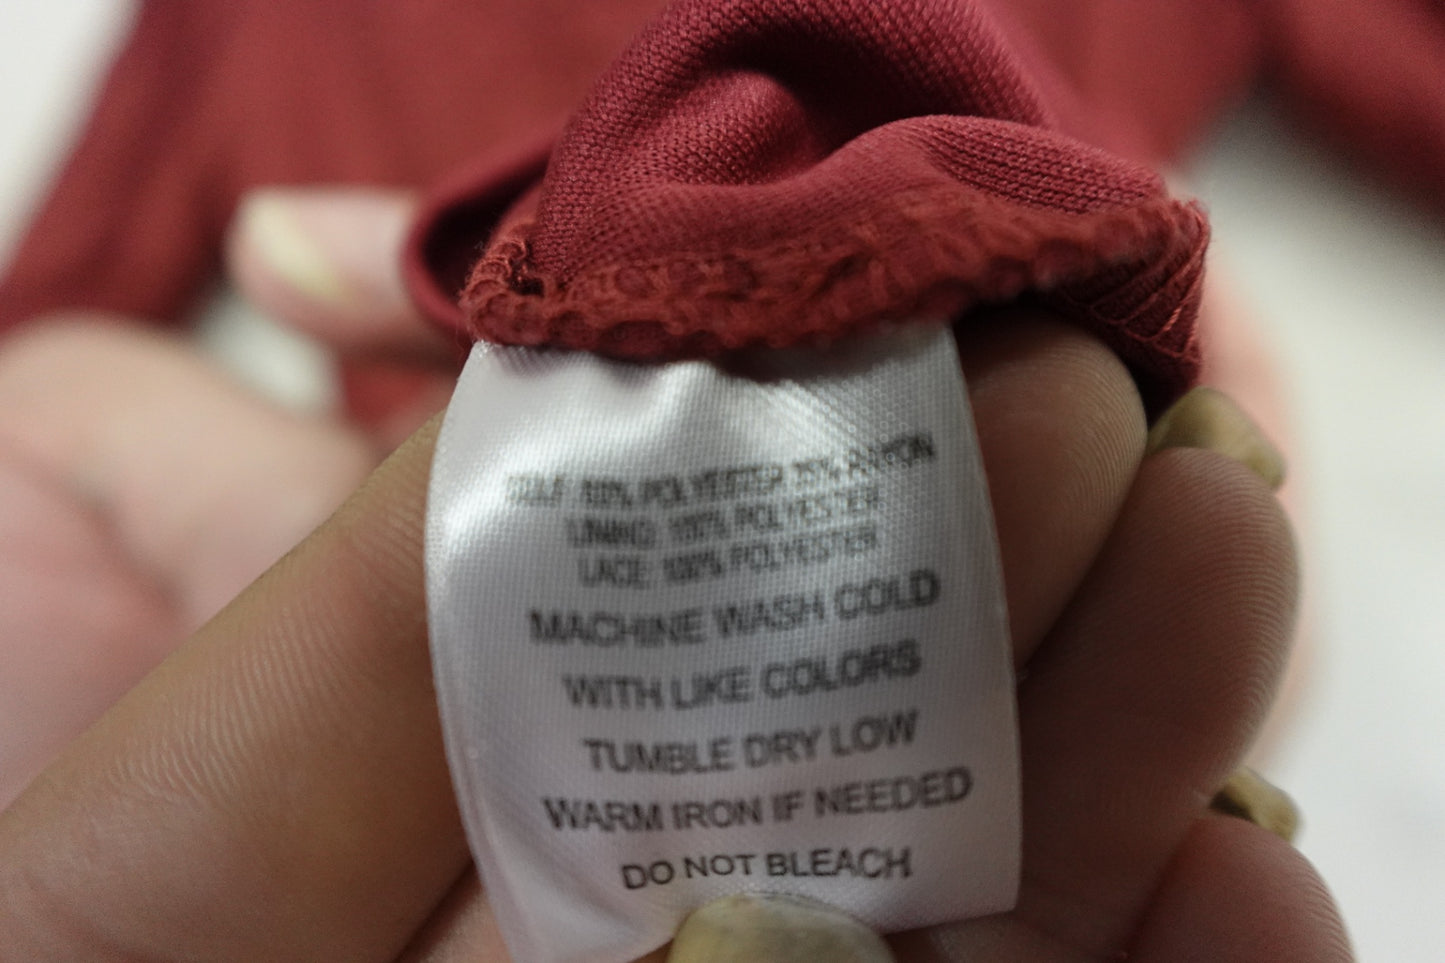 POLYESTER
LINING: 100% POLYESTER
LACE: 100% POLYESTER
MACHINE WASH COLD
WITH LIKE COLORS
TUMBLE DRY LOW
WARM IRON IF NEEDED
DO NOT BLEACH